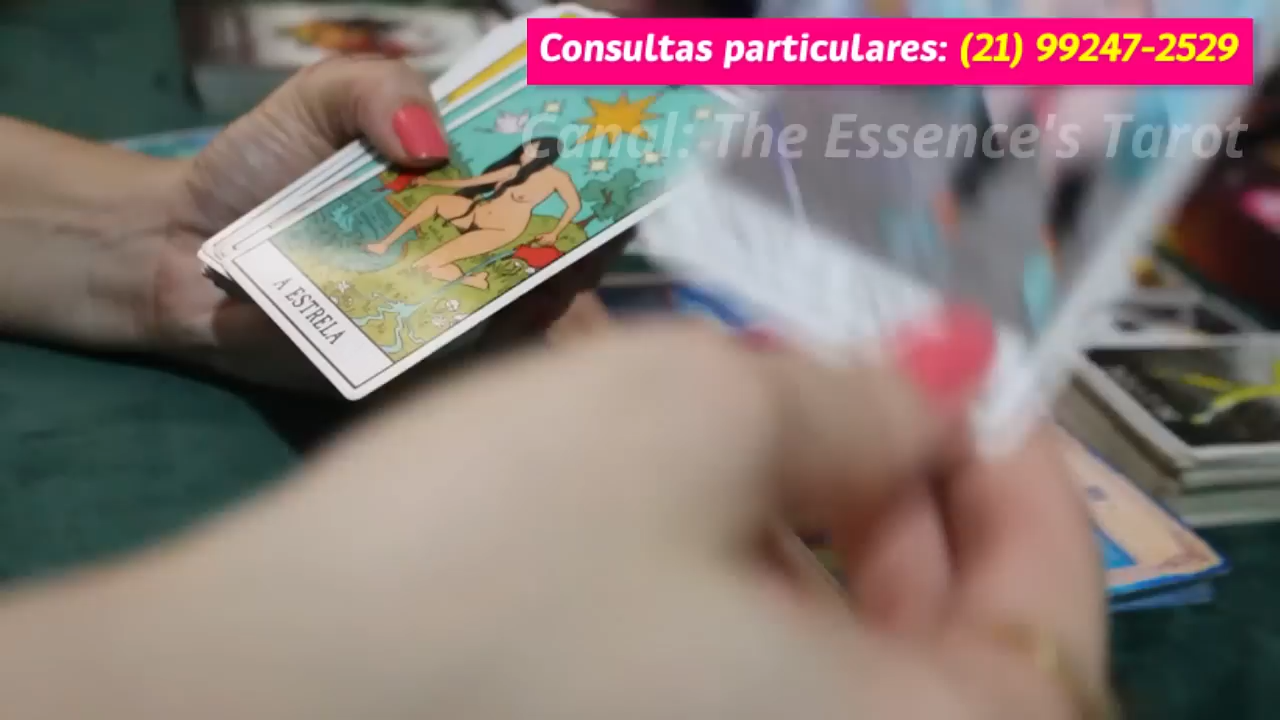 Consultas particulares: (21) 99247-2529
Canal: The Essence's Tarot
A ESTRELA